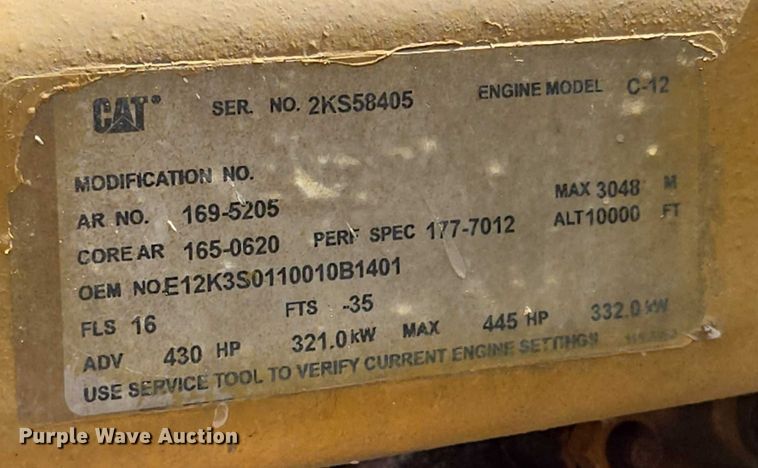 CAT® SER. NO. 2KS58405 ENGINE MODEL C-12
MODIFICATION NO.
AR NO. 169-5205 MAX 3048 M
CORE AR 165-0620 PERF SPEC 177-7012 ALT 10000 FT
OEM NO. E12K3S0110010B1401
FLS 16 FTS -35
ADV 430 HP 321.0 kW MAX 445 HP 332.0 kW
USE SERVICE TOOL TO VERIFY CURRENT ENGINE SETTINGS
Purple Wave Auction